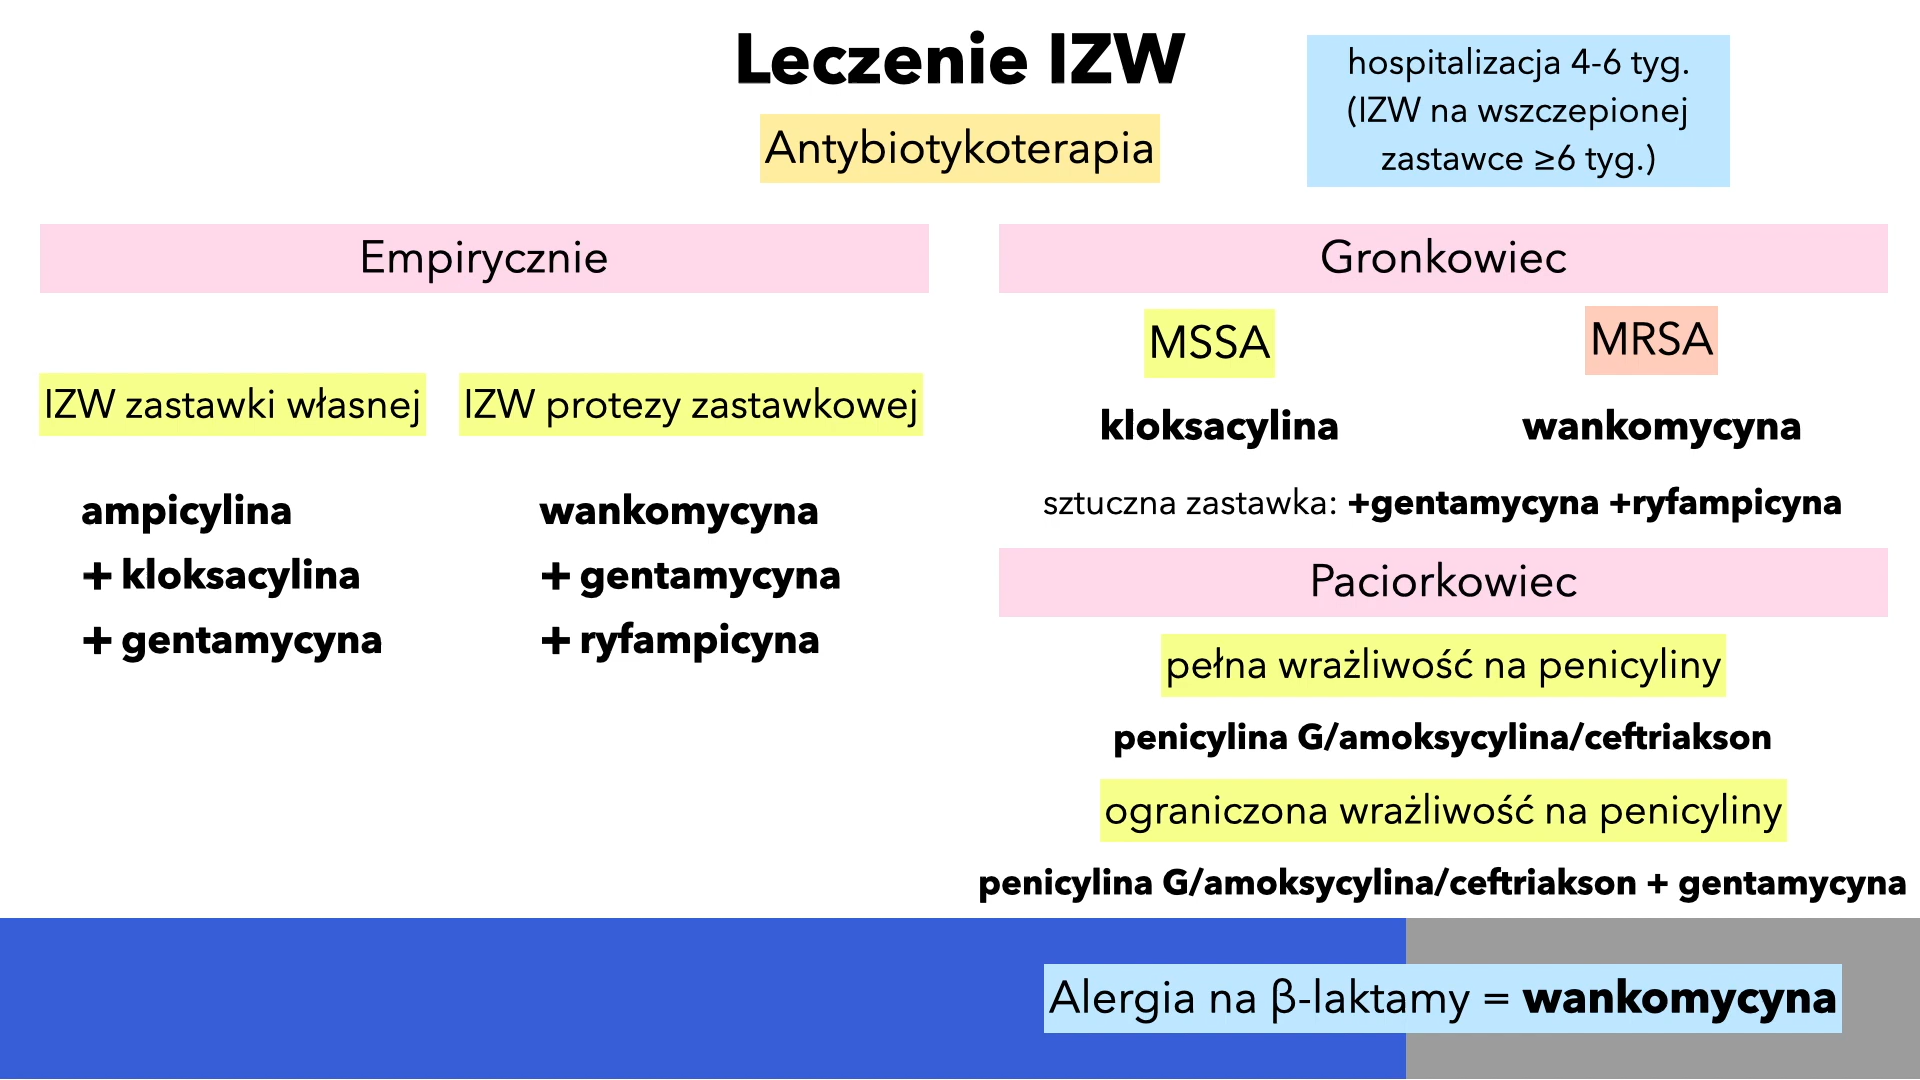 Leczenie IZW
Antybiotykoterapia
hospitalizacja 4-6 tyg.
(IZW na wszczepionej
zastawce ≥6 tyg.)
Empirycznie
IZW zastawki własnej
ampicylina
+ kloksacylina
+ gentamycyna
IZW protezy zastawkowej
wankomycyna
+ gentamycyna
+ ryfampicyna
Gronkowiec
MSSA
kloksacylina
MRSA
wankomycyna
sztuczna zastawka: +gentamycyna +ryfampicyna
Paciorkowiec
pełna wrażliwość na penicyliny
penicylina G/amoksycylina/ceftriakson
ograniczona wrażliwość na penicyliny
penicylina G/amoksycylina/ceftriakson + gentamycyna
Alergia na β-laktamy = wankomycyna